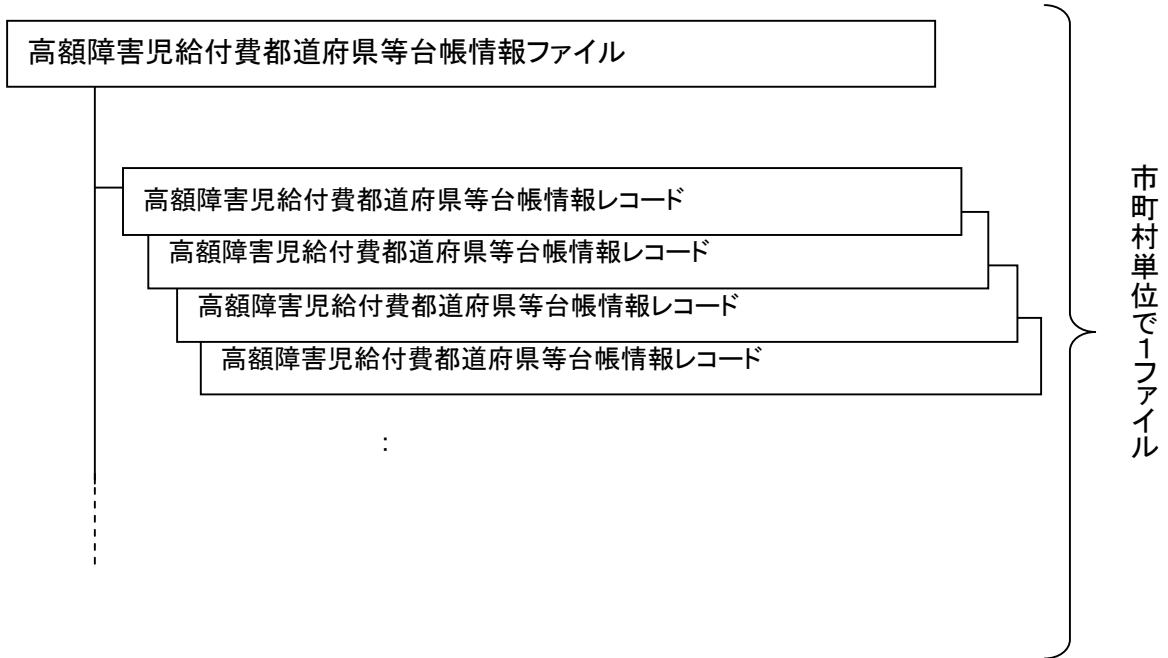 高額障害児給付費都道府県等台帳情報ファイル
高額障害児給付費都道府県等台帳情報レコード
高額障害児給付費都道府県等台帳情報レコード
高額障害児給付費都道府県等台帳情報レコード
高額障害児給付費都道府県等台帳情報レコード
:
市町村単位で1ファイル